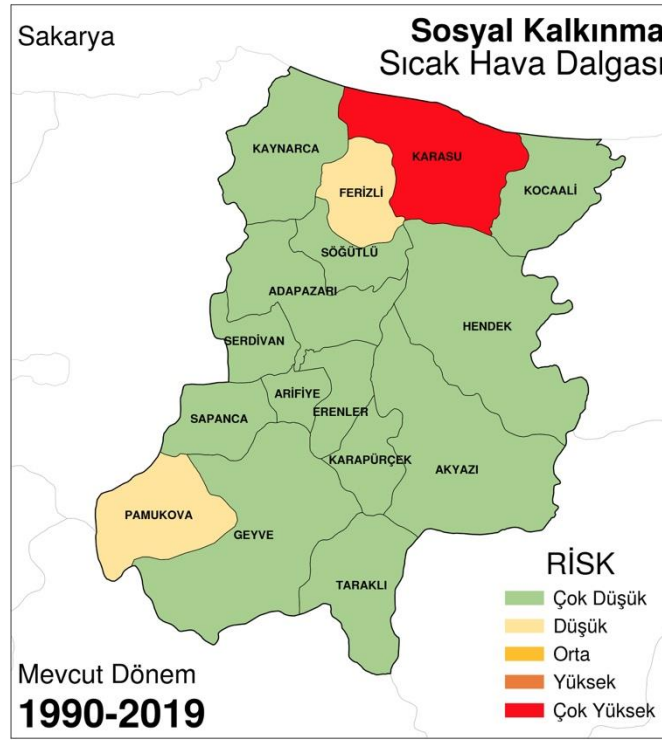 Sakarya
Sosyal Kalkınma
Sıcak Hava Dalgası
KAYNARCA
KARASU
FERİZLİ
KOCAALİ
SÖĞÜTLÜ
ADAPAZARI
HENDEK
SERDİVAN
ARİFİYE
ERENLER
SAPANCA
KARAPÜRÇEK
AKYAZI
PAMUKOVA
GEYVE
TARAKLI
RİSK
Çok Düşük
Düşük
Orta
Yüksek
Çok Yüksek
Mevcut Dönem
1990-2019